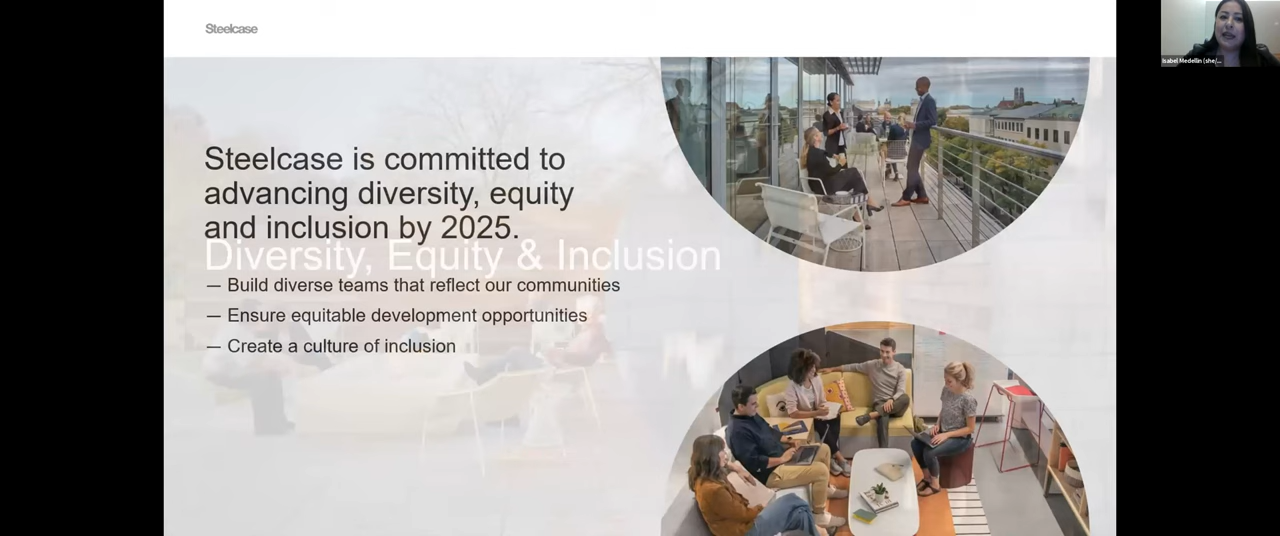 Steelcase
Isabel Medellin (she/...
Steelcase is committed to
advancing diversity, equity
and inclusion by 2025.
Diversity, Equity & Inclusion
— Build diverse teams that reflect our communities
— Ensure equitable development opportunities
— Create a culture of inclusion